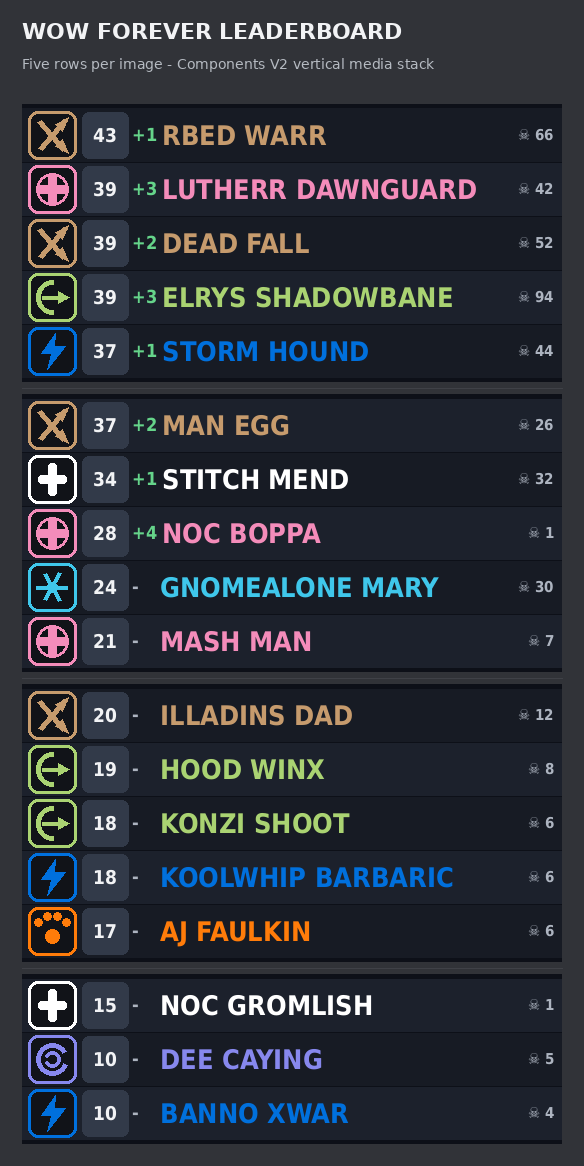 WOW FOREVER LEADERBOARD
Five rows per image - Components V2 vertical media stack
43 +1 RBED WARR ☠ 66
39 +3 LUTHERR DAWNGUARD ☠ 42
39 +2 DEAD FALL ☠ 52
39 +3 ELRYS SHADOWBANE ☠ 94
37 +1 STORM HOUND ☠ 44
37 +2 MAN EGG ☠ 26
34 +1 STITCH MEND ☠ 32
28 +4 NOC BOPPA ☠ 1
24 - GNOMEALONE MARY ☠ 30
21 - MASH MAN ☠ 7
20 - ILLADINS DAD ☠ 12
19 - HOOD WINX ☠ 8
18 - KONZI SHOOT ☠ 6
18 - KOOLWHIP BARBARIC ☠ 6
17 - AJ FAULKIN ☠ 6
15 - NOC GROMLISH ☠ 1
10 - DEE CAYING ☠ 5
10 - BANNO XWAR ☠ 4